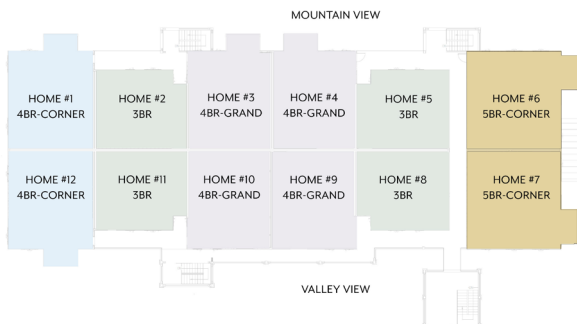 MOUNTAIN VIEW
HOME #1
4BR-CORNER
HOME #2
3BR
HOME #3
4BR-GRAND
HOME #4
4BR-GRAND
HOME #5
3BR
HOME #6
5BR-CORNER
HOME #12
4BR-CORNER
HOME #11
3BR
HOME #10
4BR-GRAND
HOME #9
4BR-GRAND
HOME #8
3BR
HOME #7
5BR-CORNER
VALLEY VIEW